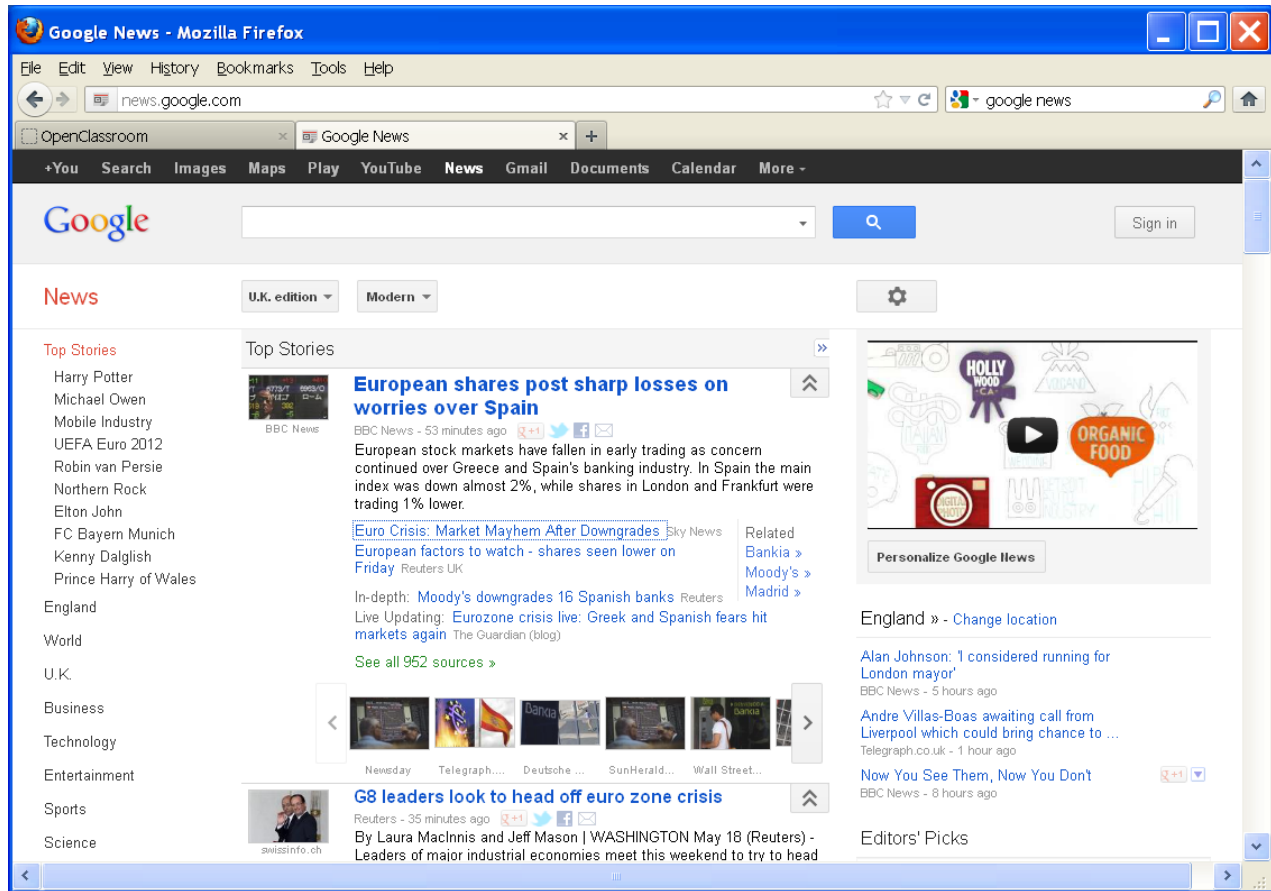 Google News - Mozilla Firefox
File Edit View History Bookmarks Tools Help
news.google.com
google news
OpenClassroom
Google News
+You Search Images Maps Play YouTube News Gmail Documents Calendar More
Google
Sign in
News
U.K. edition
Modern
Top Stories
Harry Potter
Michael Owen
Mobile Industry
UEFA Euro 2012
Robin van Persie
Northern Rock
Elton John
FC Bayern Munich
Kenny Dalglish
Prince Harry of Wales
England
World
U.K.
Business
Technology
Entertainment
Sports
Science
Top Stories
»
BBC News
European shares post sharp losses on
worries over Spain
BBC News - 53 minutes ago
+1
European stock markets have fallen in early trading as concern
continued over Greece and Spain's banking industry. In Spain the main
index was down almost 2%, while shares in London and Frankfurt were
trading 1% lower.
Euro Crisis: Market Mayhem After Downgrades Sky News
European factors to watch - shares seen lower on
Friday Reuters UK
In-depth: Moody's downgrades 16 Spanish banks Reuters
Live Updating: Eurozone crisis live: Greek and Spanish fears hit
markets again The Guardian (blog)
See all 952 sources »
Related
Bankia »
Moody's »
Madrid »
Bankia
Bankia
Newsday Telegraph.... Deutsche ... SunHerald... Wall Street...
swissinfo.ch
G8 leaders look to head off euro zone crisis
Reuters - 35 minutes ago
+1
By Laura MacInnis and Jeff Mason | WASHINGTON May 18 (Reuters) -
Leaders of major industrial economies meet this weekend to try to head
HOLLY
WOOD
CAT
VOLCANO
ITALIAN
FILM
ORGANIC
FOOD
DIGITAL
PHOTO
DETROIT
INDUSTRY
Personalize Google News
England » - Change location
Alan Johnson: 'I considered running for
London mayor'
BBC News - 5 hours ago
Andre Villas-Boas awaiting call from
Liverpool which could bring chance to ...
Telegraph.co.uk - 1 hour ago
Now You See Them, Now You Don't
+1
BBC News - 8 hours ago
Editors' Picks